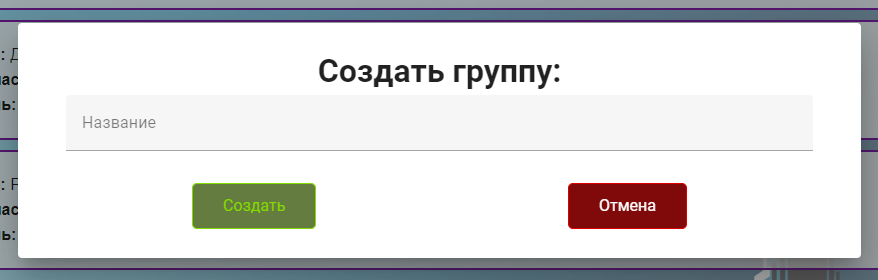 Создать группу:
Название
Создать
Отмена